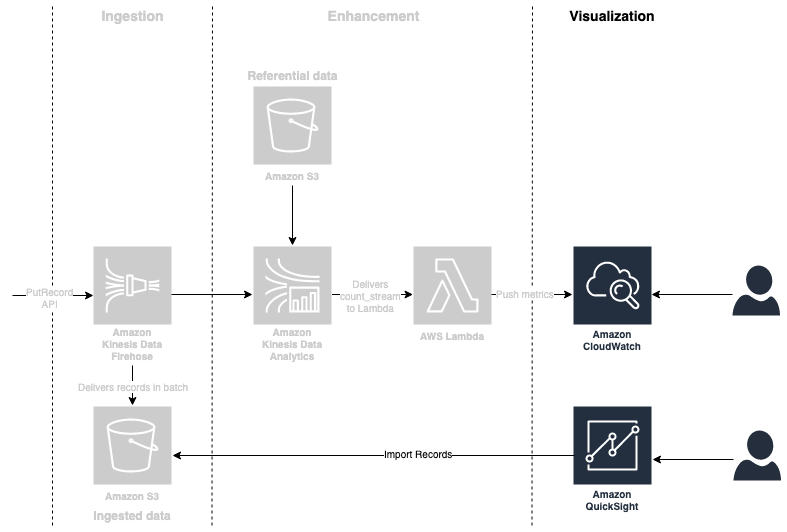 Ingestion
Enhancement
Visualization
Referential data
Amazon S3
PutRecord
API
Amazon
Kinesis Data
Firehose
Amazon
Kinesis Data
Analytics
Delivers
count_stream
to Lambda
AWS Lambda
Push metrics
Amazon
CloudWatch
Delivers records in batch
Amazon S3
Ingested data
Import Records
Amazon
QuickSight